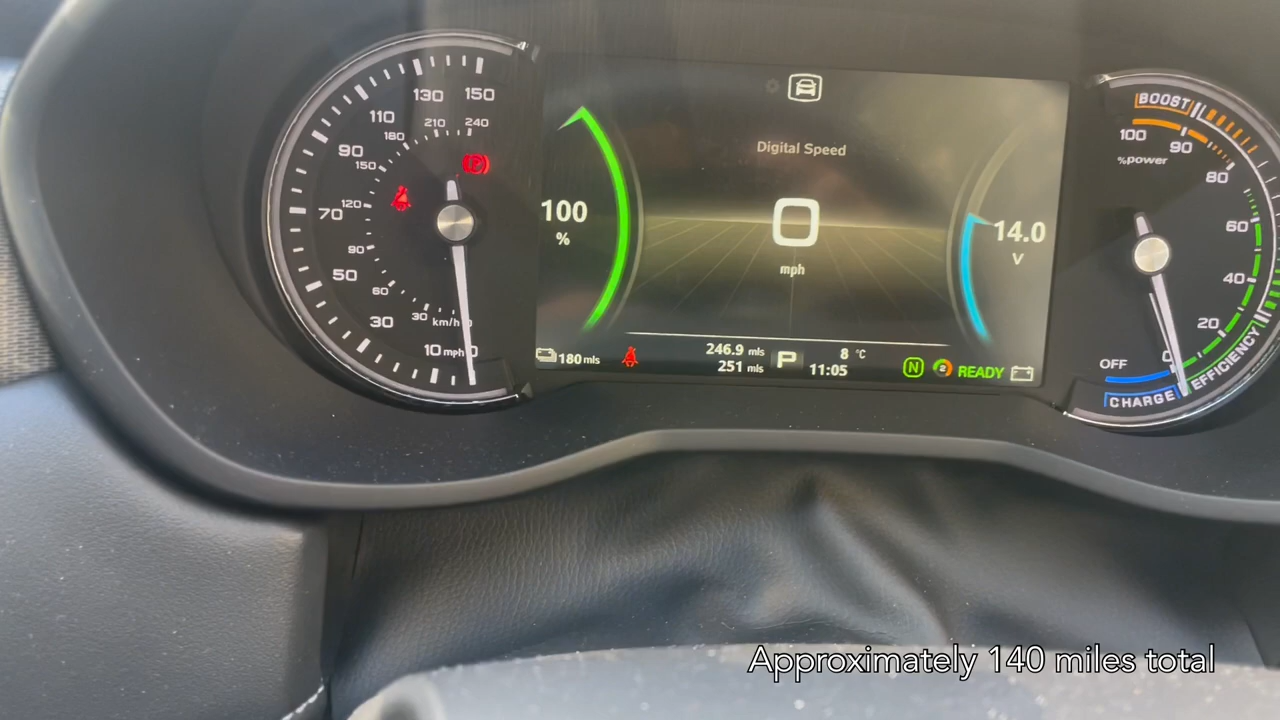 130 150
110
210 240
180
90
150
70 120
90
50
60
30
30 km/h
10 mph 0
Digital Speed
100
%
0
mph
14.0
V
180 mls
246.9 mls
251 mls
P
8 °C
11:05
N
2
READY
BOOST
100
90
%power
80
60
40
20
OFF 0
CHARGE
EFFICIENCY
Approximately 140 miles total